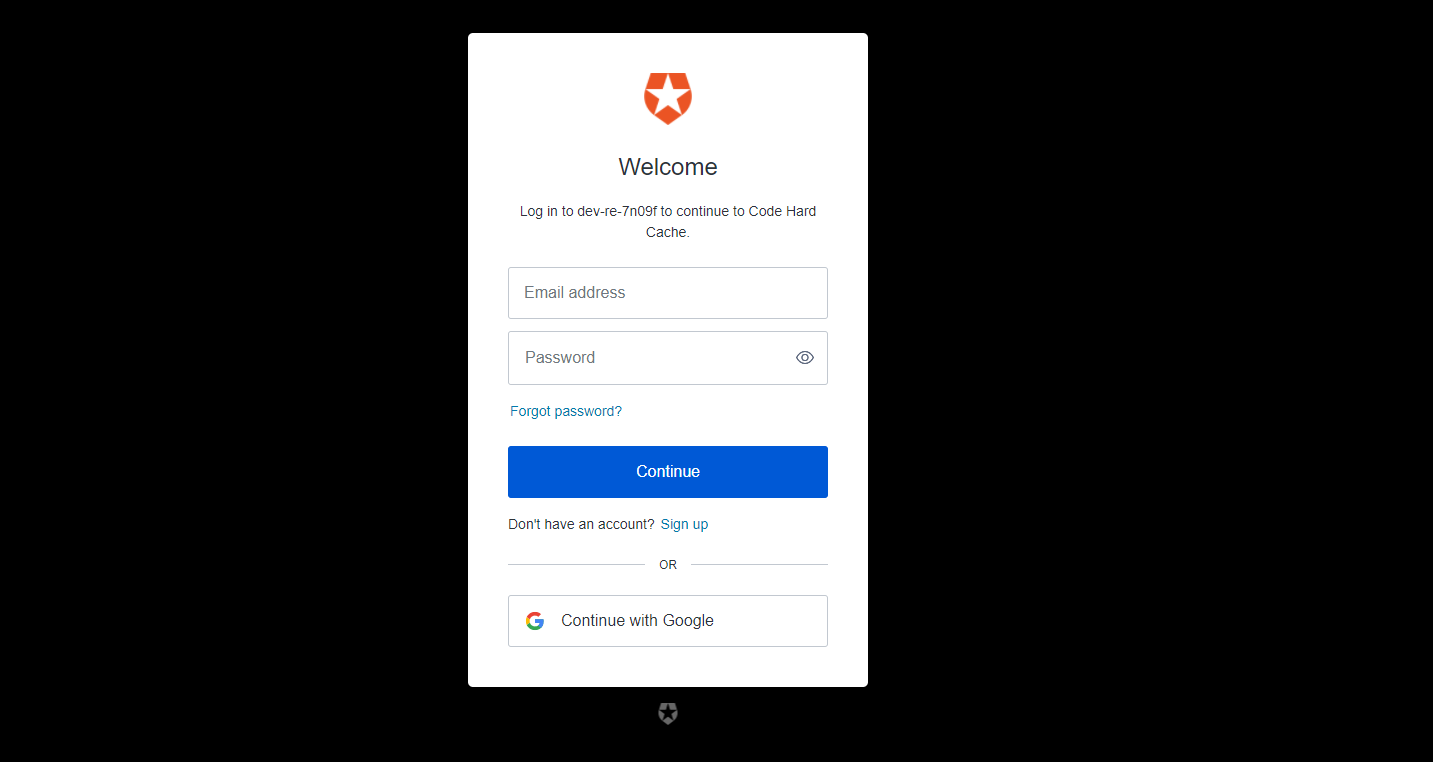 Welcome
Log in to dev-re-7n09f to continue to Code Hard
Cache.
Email address
Password
Forgot password?
Continue
Don't have an account? Sign up
OR
Continue with Google